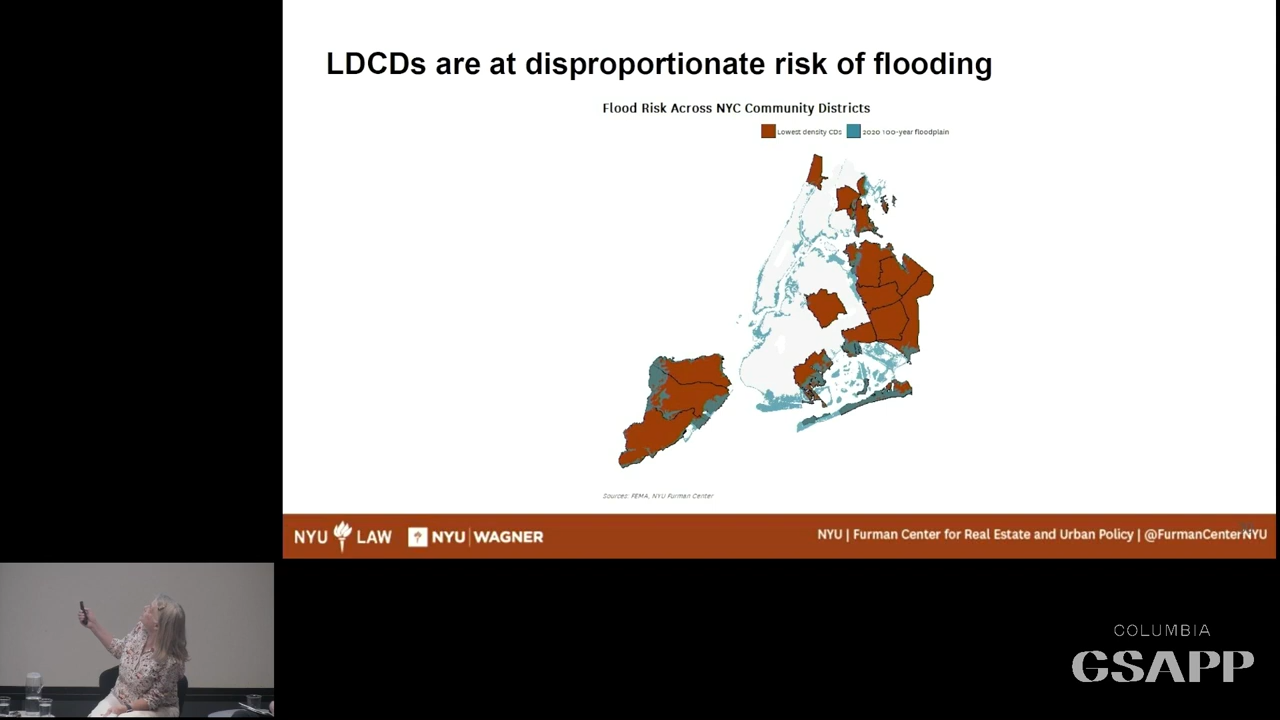 LDCDs are at disproportionate risk of flooding
Flood Risk Across NYC Community Districts
Lowest density CDs
2020 100-year floodplain
Sources: FEMA, NYU Furman Center
NYU LAW
NYU WAGNER
NYU | Furman Center for Real Estate and Urban Policy | @FurmanCenterNYU
COLUMBIA
GSAPP